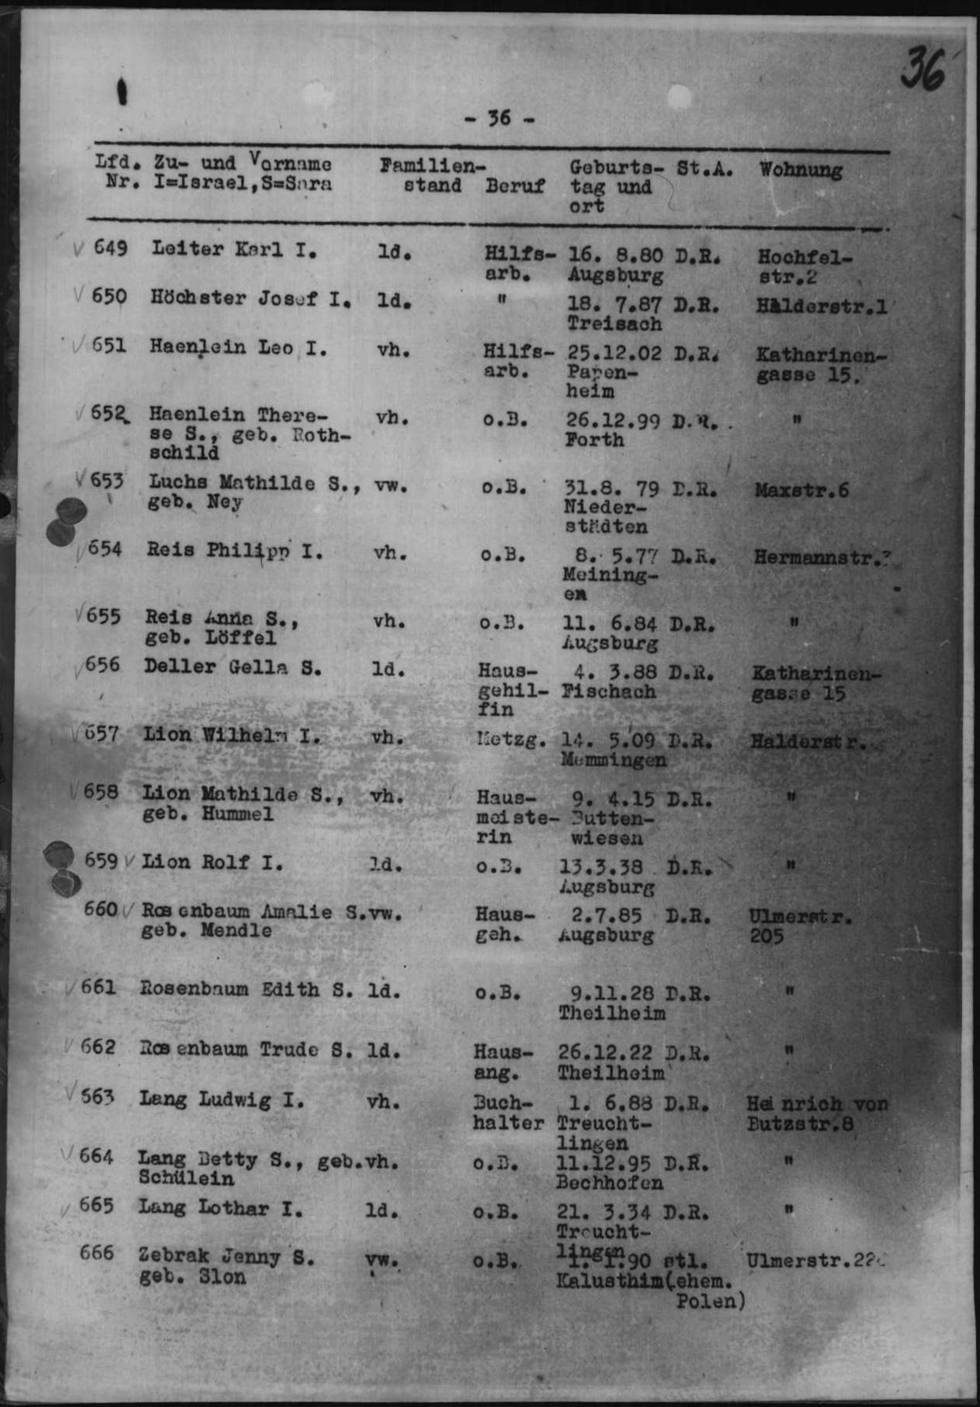 36
- 36 -
Lfd. Zu- und Vorname Familien- Geburts- St.A. Wohnung
Nr. I=Israel,S=Sara stand Beruf tag und
ort
649 Leiter Karl I. ld. Hilfs- 16. 8.80 D.R. Hochfel-
arb. Augsburg str.2
650 Höchster Josef I. ld. " 18. 7.87 D.R. Halderstr.1
Treisach
651 Haenlein Leo I. vh. Hilfs- 25.12.02 D.R. Katharinen-
arb. Papen- gasse 15.
heim
652 Haenlein There- vh. o.B. 26.12.99 D.R. "
se S., geb. Roth- Forth
schild
653 Luchs Mathilde S., vw. o.B. 31.8. 79 D.R. Maxstr.6
geb. Ney Nieder-
städten
654 Reis Philipp I. vh. o.B. 8. 5.77 D.R. Hermannstr.
Meining-
en
655 Reis Anna S., vh. o.B. 11. 6.84 D.R. "
geb. Löffel Augsburg
656 Deller Gella S. ld. Haus- 4. 3.88 D.R. Katharinen-
gehil- Fischach gasse 15
fin
657 Lion Wilhelm I. vh. Metzg. 14. 5.09 D.R. Halderstr.
Memmingen
658 Lion Mathilde S., vh. Haus- 9. 4.15 D.R. "
geb. Hummel meiste- Butten-
rin wiesen
659 Lion Rolf I. ld. o.B. 13.3.38 D.R. "
Augsburg
660 Rosenbaum Amalie S.vw. Haus- 2.7.85 D.R. Ulmerstr.
geb. Mendle geh. Augsburg 205
661 Rosenbaum Edith S. ld. o.B. 9.11.28 D.R. "
Theilheim
662 Rosenbaum Trude S. ld. Haus- 26.12.22 D.R. "
ang. Theilheim
563 Lang Ludwig I. vh. Buch- 1. 6.88 D.R. Heinrich von
halter Treucht- Butzstr.8
lingen
664 Lang Betty S., geb.vh. o.B. 11.12.95 D.R. "
Schülein Bechhofen
665 Lang Lothar I. ld. o.B. 21. 3.34 D.R. "
Treucht-
lingen
666 Zebrak Jenny S. vw. o.B. 1. 1.90 stl. Ulmerstr.
geb. Slon Kalusthim(ehem.
Polen)